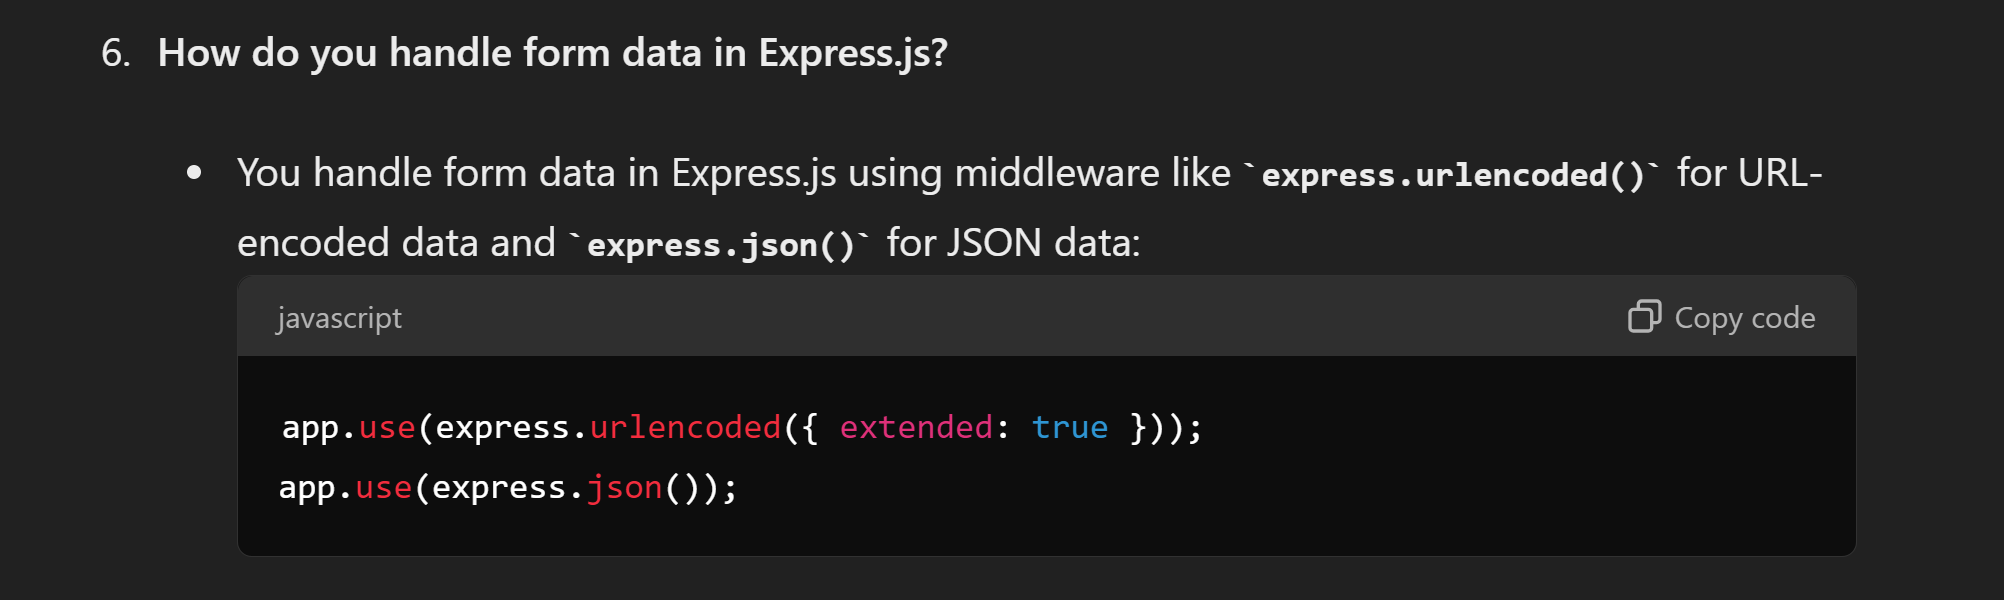 6. How do you handle form data in Express.js?
• You handle form data in Express.js using middleware like `express.urlencoded()` for URL-
encoded data and `express.json()` for JSON data:
javascript
Copy code
app.use(express.urlencoded({ extended: true }));
app.use(express.json());